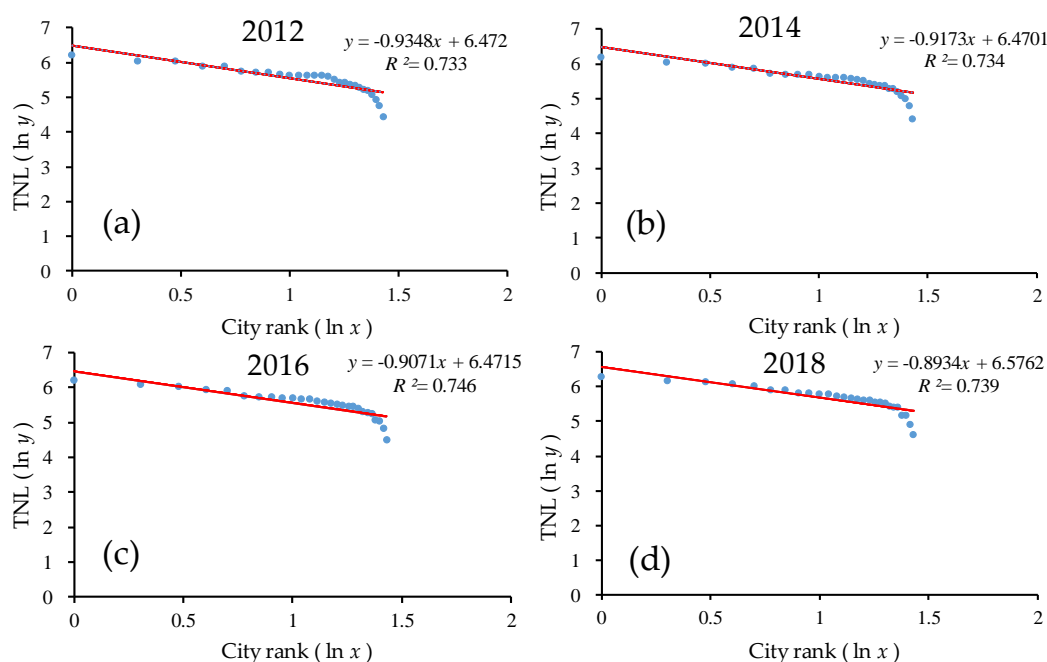 2012
y = -0.9348x + 6.472
R ²= 0.733
7
6
5
4
3
2
1
0
TNL ( ln y )
(a)
0 0.5 1 1.5 2
City rank ( ln x )
2014
y = -0.9173x + 6.4701
R ²= 0.734
7
6
5
4
3
2
1
0
TNL ( ln y )
(b)
0 0.5 1 1.5 2
City rank ( ln x )
2016
y = -0.9071x + 6.4715
R ²= 0.746
7
6
5
4
3
2
1
0
TNL ( ln y )
(c)
0 0.5 1 1.5 2
City rank ( ln x )
2018
y = -0.8934x + 6.5762
R ²= 0.739
7
6
5
4
3
2
1
0
TNL ( ln y )
(d)
0 0.5 1 1.5 2
City rank ( ln x )